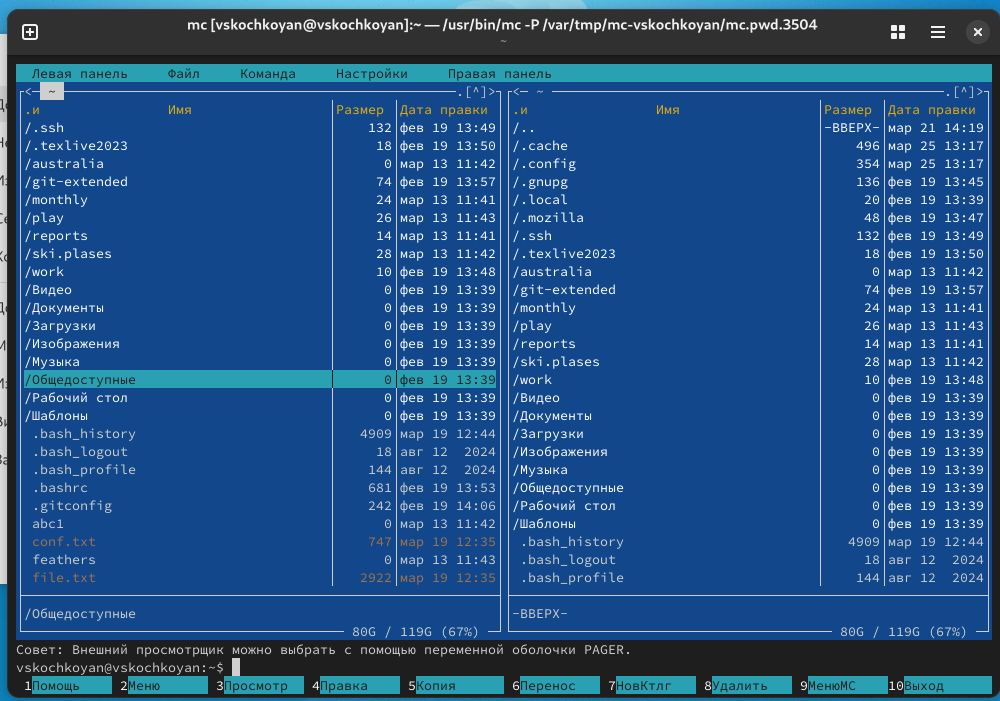 mc [vskochkoyan@vskochkoyan]:~ — /usr/bin/mc -P /var/tmp/mc-vskochkoyan/mc.pwd.3504
~
Левая панель Файл Команда Настройки Правая панель
<— ~ .[^]>
.и Имя Размер Дата правки
/.ssh 132 фев 19 13:49
/.texlive2023 18 фев 19 13:50
/australia 0 мар 13 11:42
/git-extended 74 фев 19 13:57
/monthly 24 мар 13 11:41
/play 26 мар 13 11:43
/reports 14 мар 13 11:41
/ski.plases 28 мар 13 11:42
/work 10 фев 19 13:48
/Видео 0 фев 19 13:39
/Документы 0 фев 19 13:39
/Загрузки 0 фев 19 13:39
/Изображения 0 фев 19 13:39
/Музыка 0 фев 19 13:39
/Общедоступные 0 фев 19 13:39
/Рабочий стол 0 фев 19 13:39
/Шаблоны 0 фев 19 13:39
.bash_history 4909 мар 19 12:44
.bash_logout 18 авг 12 2024
.bash_profile 144 авг 12 2024
.bashrc 681 фев 19 13:53
.gitconfig 242 фев 19 14:06
abc1 0 мар 13 11:42
conf.txt 747 мар 19 12:35
feathers 0 мар 13 11:43
file.txt 2922 мар 19 12:35
/Общедоступные
80G / 119G (67%)
<— ~ .[^]>
.и Имя Размер Дата правки
/.. -ВВЕРХ- мар 21 14:19
/.cache 496 мар 25 13:17
/.config 354 мар 25 13:17
/.gnupg 136 фев 19 13:45
/.local 20 фев 19 13:39
/.mozilla 48 фев 19 13:47
/.ssh 132 фев 19 13:49
/.texlive2023 18 фев 19 13:50
/australia 0 мар 13 11:42
/git-extended 74 фев 19 13:57
/monthly 24 мар 13 11:41
/play 26 мар 13 11:43
/reports 14 мар 13 11:41
/ski.plases 28 мар 13 11:42
/work 10 фев 19 13:48
/Видео 0 фев 19 13:39
/Документы 0 фев 19 13:39
/Загрузки 0 фев 19 13:39
/Изображения 0 фев 19 13:39
/Музыка 0 фев 19 13:39
/Общедоступные 0 фев 19 13:39
/Рабочий стол 0 фев 19 13:39
/Шаблоны 0 фев 19 13:39
.bash_history 4909 мар 19 12:44
.bash_logout 18 авг 12 2024
.bash_profile 144 авг 12 2024
-ВВЕРХ-
80G / 119G (67%)
Совет: Внешний просмотрщик можно выбрать с помощью переменной оболочки PAGER.
vskochkoyan@vskochkoyan:~$
1Помощь 2Меню 3Просмотр 4Правка 5Копия 6Перенос 7НовКтлг 8Удалить 9МенюМС 10Выход